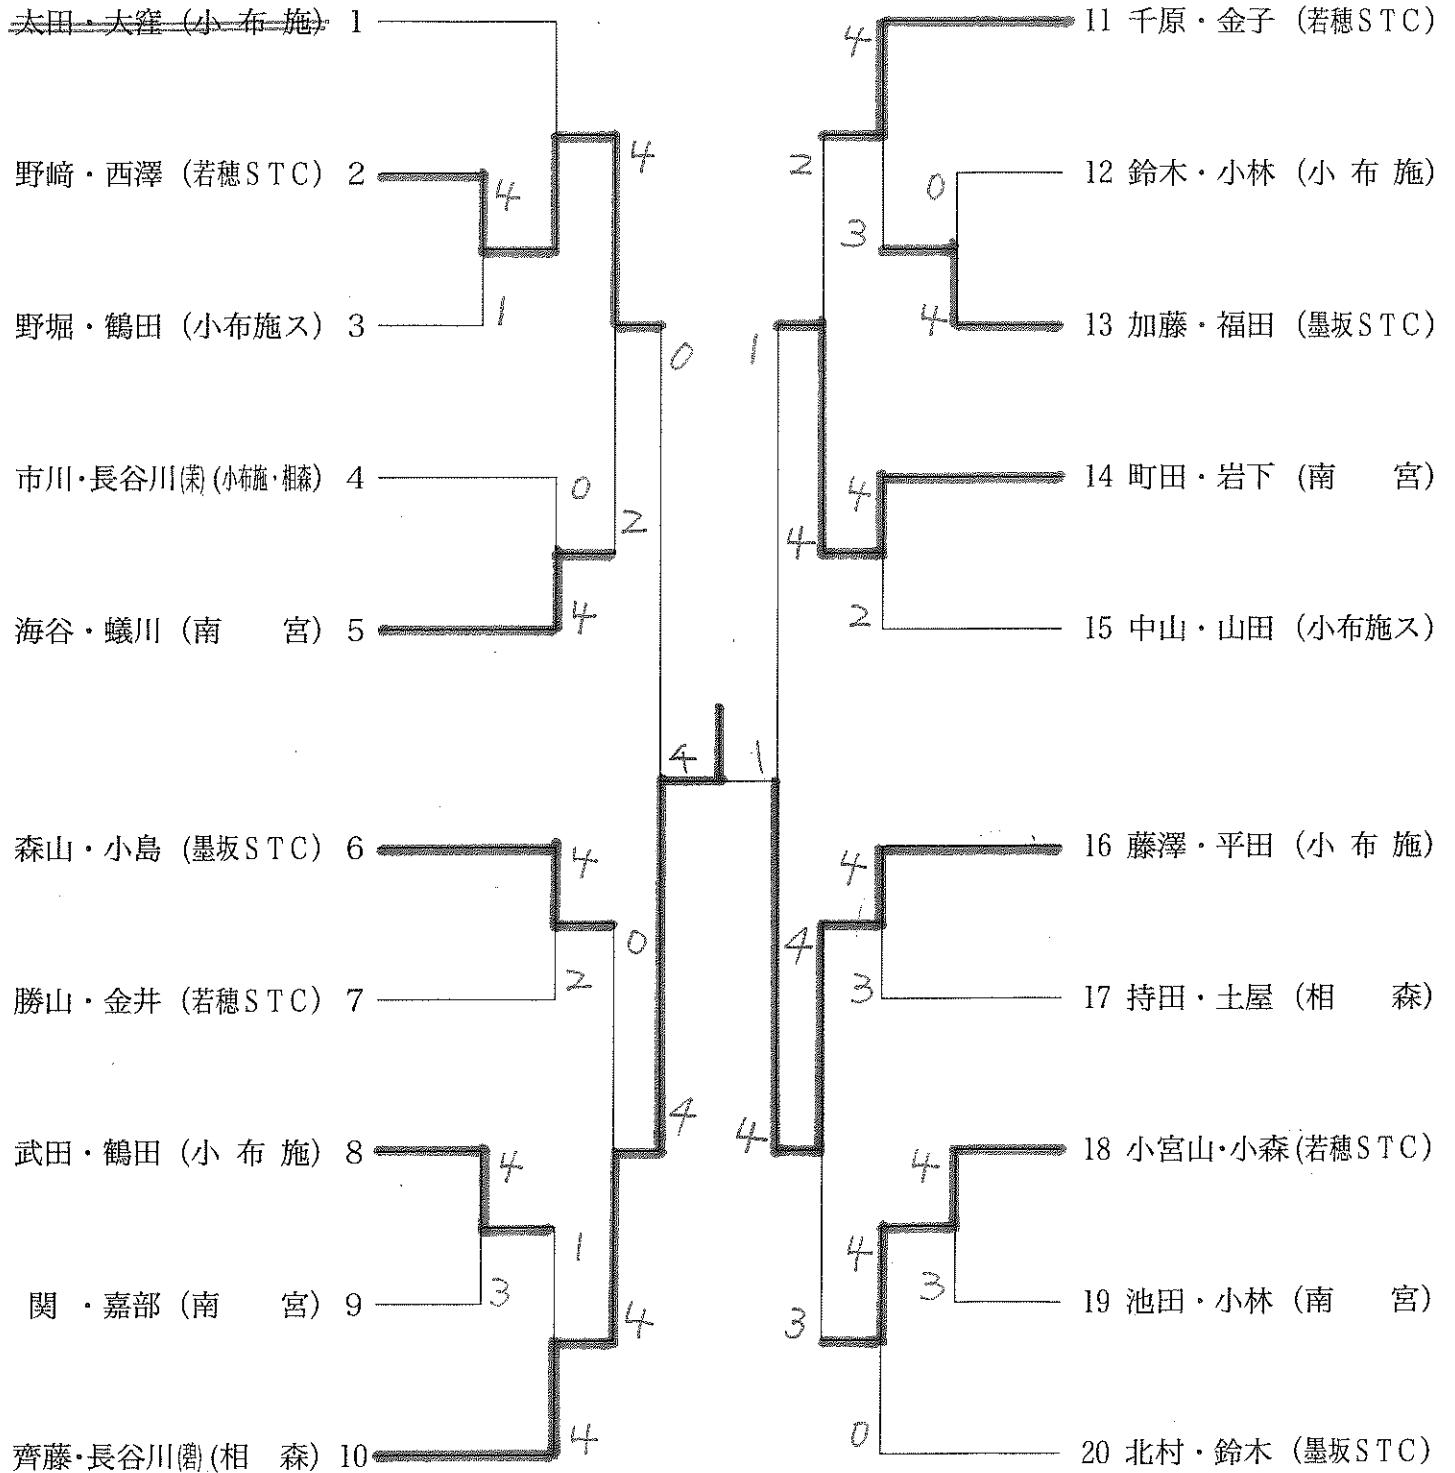 太田・大窪 (小 布 施) 1
野﨑・西澤 (若穂STC) 2
野堀・鶴田 (小布施ス) 3
市川・長谷川 (小布施・相森) 4
海谷・蟻川 (南 宮) 5
森山・小島 (墨坂STC) 6
勝山・金井 (若穂STC) 7
武田・鶴田 (小 布 施) 8
関 ・嘉部 (南 宮) 9
齊藤・長谷川 (相 森) 10
4
1
4
0
4
2
0
4
2
0
4
3
1
4
4
4
4
1
11 千原・金子 (若穂STC)
12 鈴木・小林 (小 布 施)
13 加藤・福田 (墨坂STC)
14 町田・岩下 (南 宮)
15 中山・山田 (小布施ス)
16 藤澤・平田 (小 布 施)
17 持田・土屋 (相 森)
18 小宮山・小森 (若穂STC)
19 池田・小林 (南 宮)
20 北村・鈴木 (墨坂STC)
4
0
2
3
4
1
4
4
2
4
4
3
4
4
4
3
3
0